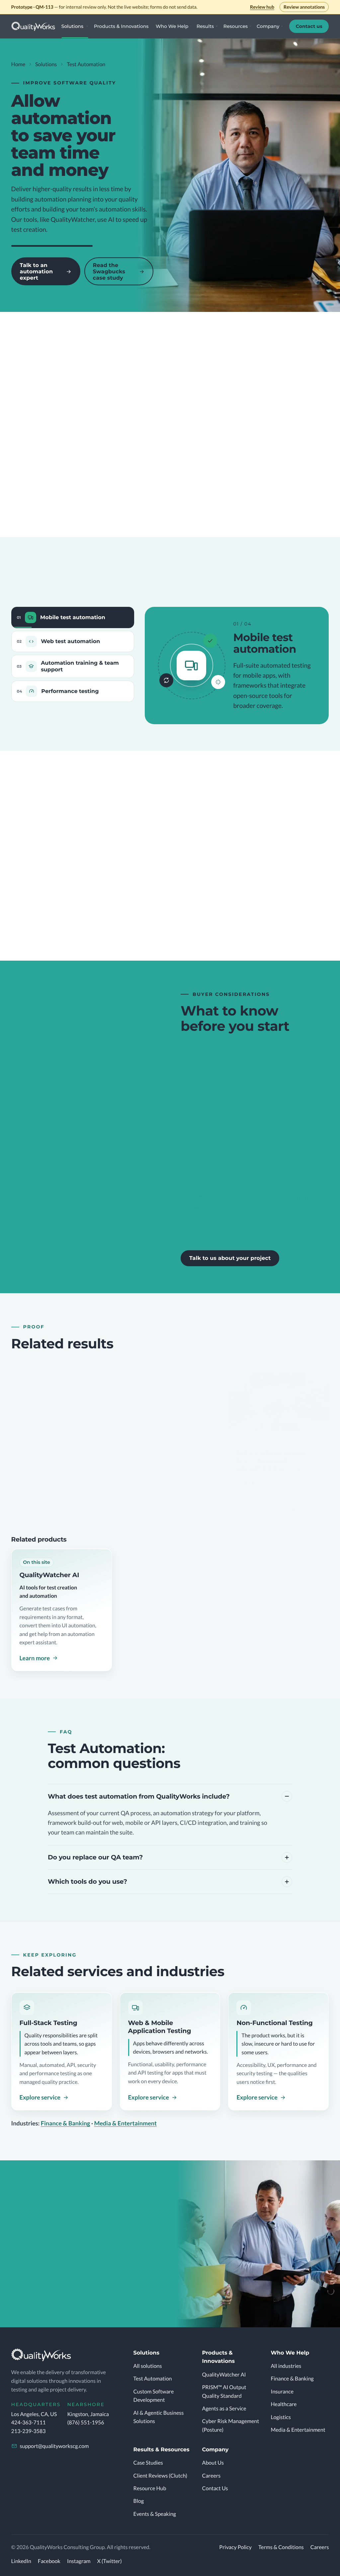 Prototype · QM-113 — for internal review only. Not the live website; forms do not send data.
Review hub
Review annotations
QualityWorks
Solutions
Products & Innovations
Who We Help
Results
Resources
Company
Contact us
Home
Solutions
Test Automation
IMPROVE SOFTWARE QUALITY
Allow
automation
to save your
team time
and money
Deliver higher-quality results in less time by
building automation planning into your quality
efforts and building your team's automation skills.
Our tools, like QualityWatcher, use AI to speed up
test creation.
Talk to an
automation
expert
Read the
Swagbucks
case study
01
Mobile test automation
02
Web test automation
03
Automation training & team
support
04
Performance testing
01 / 04
Mobile test
automation
Full-suite automated testing
for mobile apps, with
frameworks that integrate
open-source tools for
broader coverage.
BUYER CONSIDERATIONS
What to know
before you start
Talk to us about your project
PROOF
Related results
Related products
On this site
QualityWatcher AI
AI tools for test creation
and automation
Generate test cases from
requirements in any format,
convert them into UI automation,
and get help from an automation
expert assistant.
Learn more
FAQ
Test Automation:
common questions
What does test automation from QualityWorks include?
Assessment of your current QA process, an automation strategy for your platform,
framework build-out for web, mobile or API layers, CI/CD integration, and training so
your team can maintain the suite.
Do you replace our QA team?
Which tools do you use?
KEEP EXPLORING
Related services and industries
Full-Stack Testing
Quality responsibilities are split
across tools and teams, so gaps
appear between layers.
Manual, automated, API, security
and performance testing as one
managed quality practice.
Explore service
Web & Mobile
Application Testing
Apps behave differently across
devices, browsers and networks.
Functional, usability, performance
and API testing for apps that must
work on every device.
Explore service
Non-Functional Testing
The product works, but it is
slow, insecure or hard to use for
some users.
Accessibility, UX, performance and
security testing — the qualities
users notice first.
Explore service
Industries: Finance & Banking · Media & Entertainment
QualityWorks
We enable the delivery of transformative
digital solutions through innovations in
testing and agile project delivery.
HEADQUARTERS
Los Angeles, CA, US
424-363-7111
213-239-3583
NEARSHORE
Kingston, Jamaica
(876) 551-1956
support@qualityworkscg.com
Solutions
All solutions
Test Automation
Custom Software
Development
AI & Agentic Business
Solutions
Products &
Innovations
QualityWatcher AI
PRISM™ AI Output
Quality Standard
Agents as a Service
Cyber Risk Management
(Posture)
Who We Help
All industries
Finance & Banking
Insurance
Healthcare
Logistics
Media & Entertainment
Results & Resources
Case Studies
Client Reviews (Clutch)
Resource Hub
Blog
Events & Speaking
Company
About Us
Careers
Contact Us
© 2026 QualityWorks Consulting Group. All rights reserved.
Privacy Policy
Terms & Conditions
Careers
LinkedIn
Facebook
Instagram
X (Twitter)